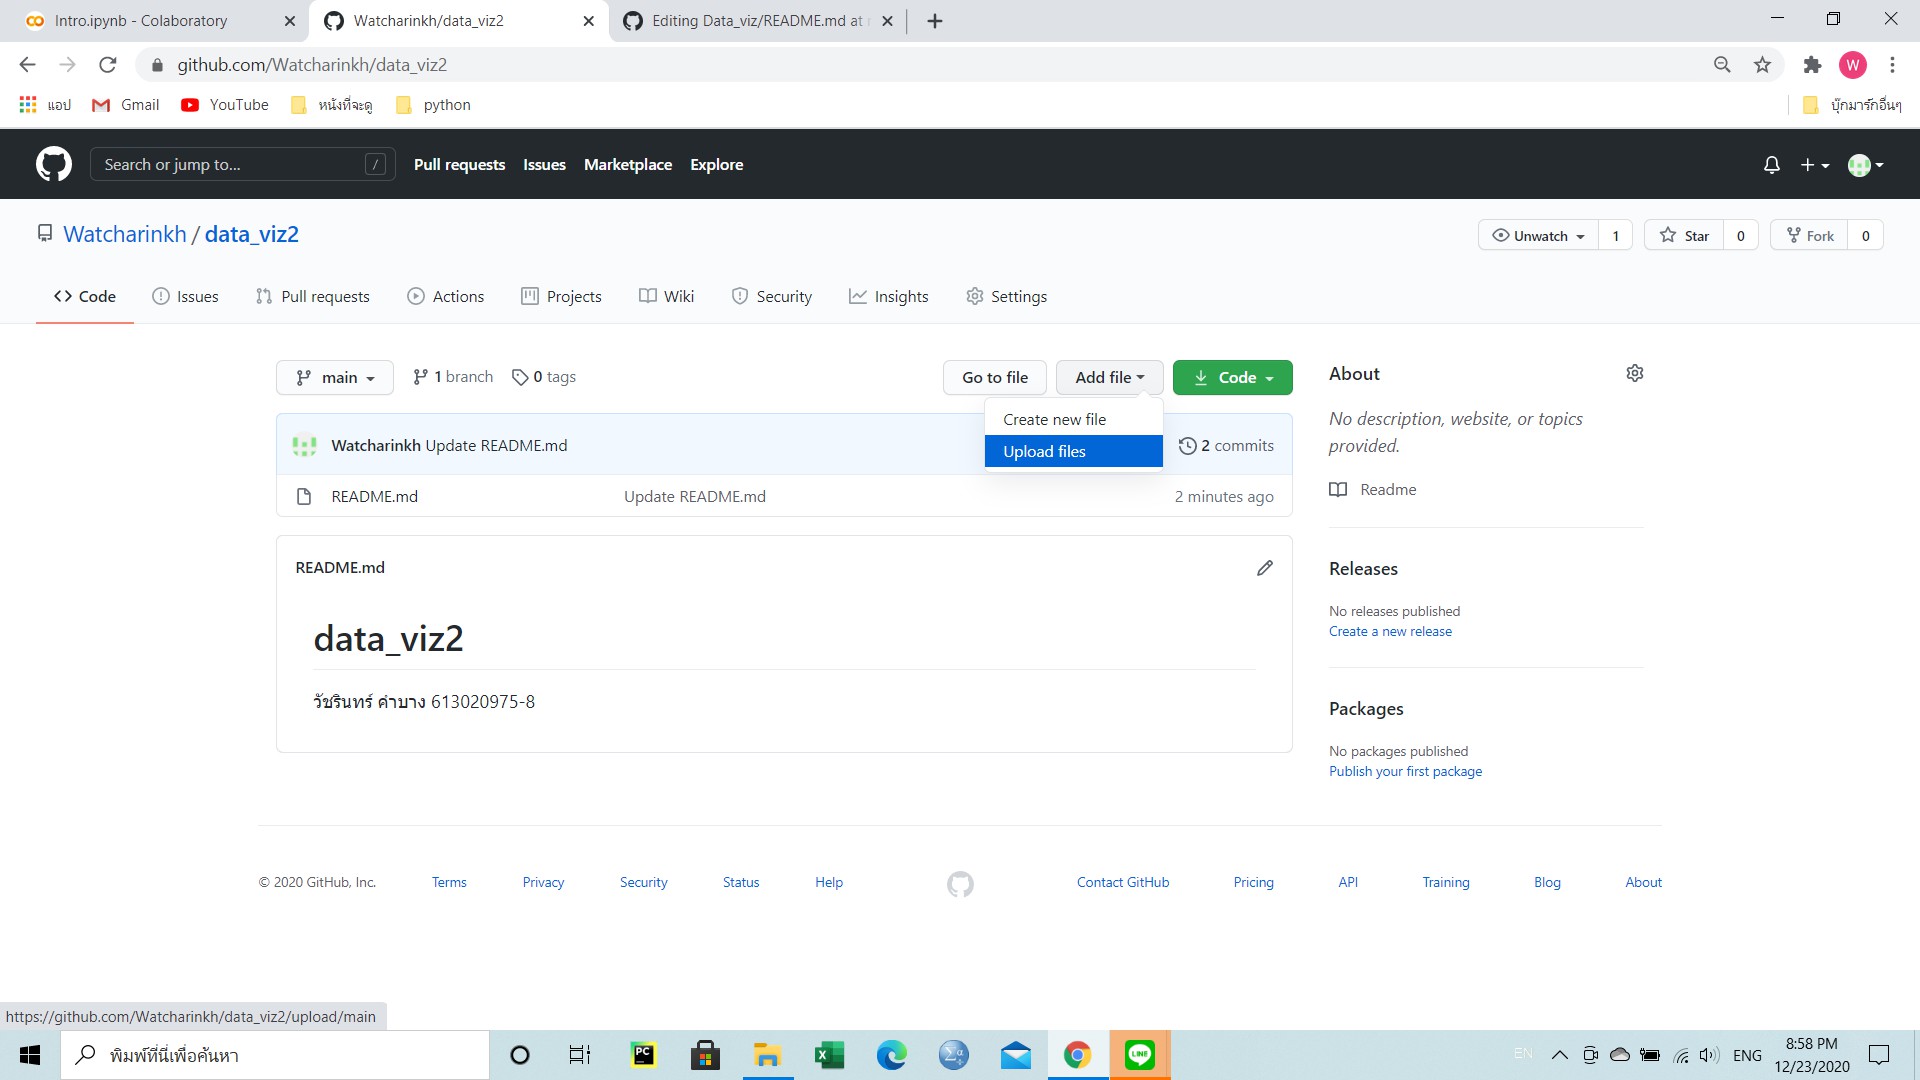 Intro.ipynb - Colaboratory
Watcharinkh/data_viz2
Editing Data_viz/README.md at
github.com/Watcharinkh/data_viz2
W
แอป
Gmail
YouTube
หนังที่จะดู
python
บุ๊กมาร์กอื่นๆ
Search or jump to...
/
Pull requests
Issues
Marketplace
Explore
Watcharinkh / data_viz2
Unwatch 1
Star 0
Fork 0
Code
Issues
Pull requests
Actions
Projects
Wiki
Security
Insights
Settings
main
1 branch
0 tags
Go to file
Add file
Code
Create new file
Upload files
Watcharinkh Update README.md
2 commits
README.md
Update README.md
2 minutes ago
README.md
data_viz2
วัชรินทร์ คำบาง 613020975-8
About
No description, website, or topics
provided.
Readme
Releases
No releases published
Create a new release
Packages
No packages published
Publish your first package
© 2020 GitHub, Inc.
Terms
Privacy
Security
Status
Help
Contact GitHub
Pricing
API
Training
Blog
About
https://github.com/Watcharinkh/data_viz2/upload/main
พิมพ์ที่นี่เพื่อค้นหา
PC
LINE
EN
ENG
8:58 PM
12/23/2020